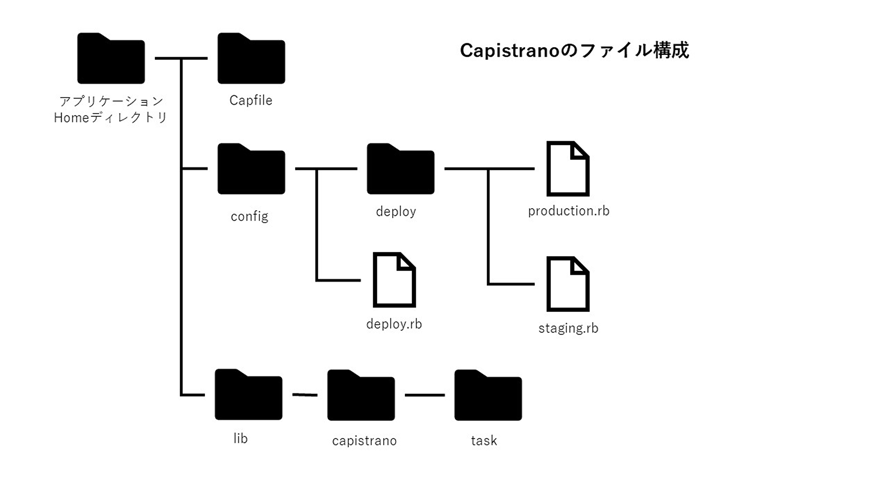 Capistranoのファイル構成
アプリケーション
Homeディレクトリ
Capfile
config
deploy
production.rb
deploy.rb
staging.rb
lib
capistrano
task